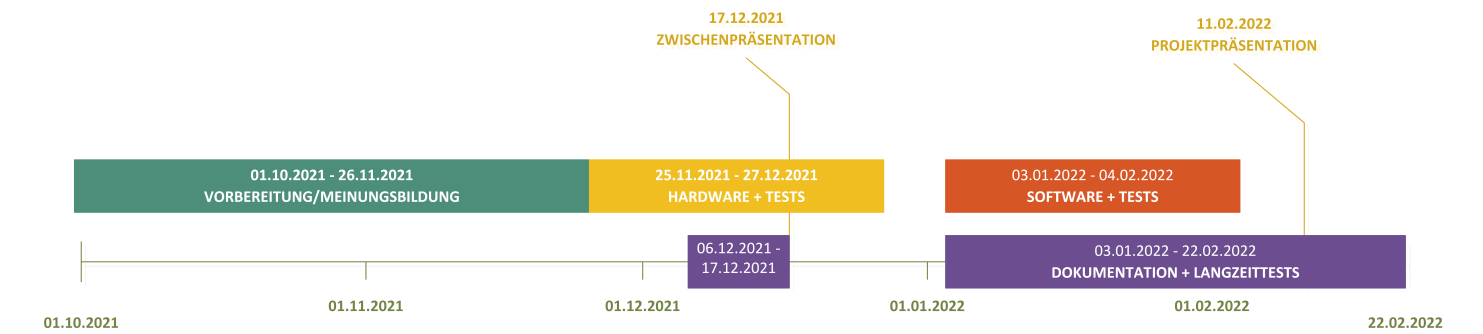 17.12.2021
ZWISCHENPRÄSENTATION
11.02.2022
PROJEKTPRÄSENTATION
01.10.2021 - 26.11.2021
VORBEREITUNG/MEINUNGSBILDUNG
25.11.2021 - 27.12.2021
HARDWARE + TESTS
03.01.2022 - 04.02.2022
SOFTWARE + TESTS
06.12.2021 -
17.12.2021
03.01.2022 - 22.02.2022
DOKUMENTATION + LANGZEITTESTS
01.10.2021
01.11.2021
01.12.2021
01.01.2022
01.02.2022
22.02.2022